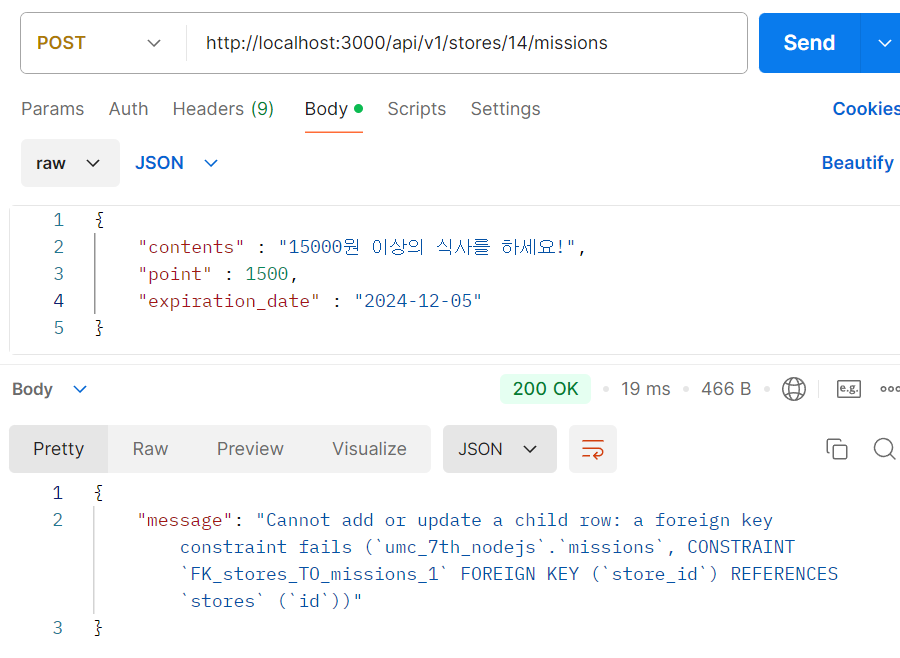 POST http://localhost:3000/api/v1/stores/14/missions Send
Params Auth Headers (9) Body Scripts Settings Cookies
raw JSON Beautify
1 {
2 "contents" : "15000원 이상의 식사를 하세요!",
3 "point" : 1500,
4 "expiration_date" : "2024-12-05"
5 }
Body 200 OK 19 ms 466 B e.g.
Pretty Raw Preview Visualize JSON
1 {
2 "message": "Cannot add or update a child row: a foreign key
constraint fails (`umc_7th_nodejs`.`missions`, CONSTRAINT
`FK_stores_TO_missions_1` FOREIGN KEY (`store_id`) REFERENCES
`stores` (`id`))"
3 }